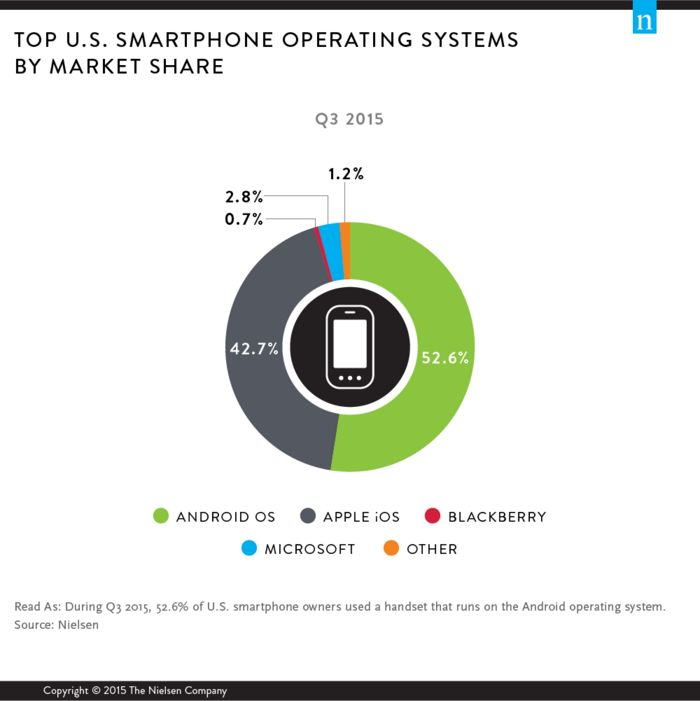 n
TOP U.S. SMARTPHONE OPERATING SYSTEMS
BY MARKET SHARE
Q3 2015
1.2%
2.8%
0.7%
42.7%
52.6%
ANDROID OS APPLE iOS BLACKBERRY
MICROSOFT OTHER
Read As: During Q3 2015, 52.6% of U.S. smartphone owners used a handset that runs on the Android operating system.
Source: Nielsen
Copyright © 2015 The Nielsen Company